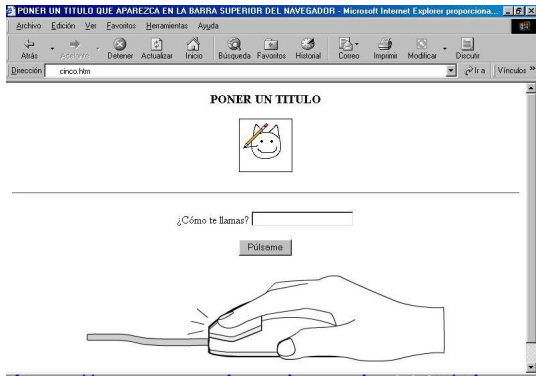 PONER UN TITULO QUE APAREZCA EN LA BARRA SUPERIOR DEL NAVEGADOR - Microsoft Internet Explorer proporciona...
Archivo Edición Ver Favoritos Herramientas Ayuda
Atrás Adelante Detener Actualizar Inicio Búsqueda Favoritos Historial Correo Imprimir Modificar Discutir
Dirección cinco.htm Ir a Vínculos »
PONER UN TITULO
¿Cómo te llamas?
Púlsame